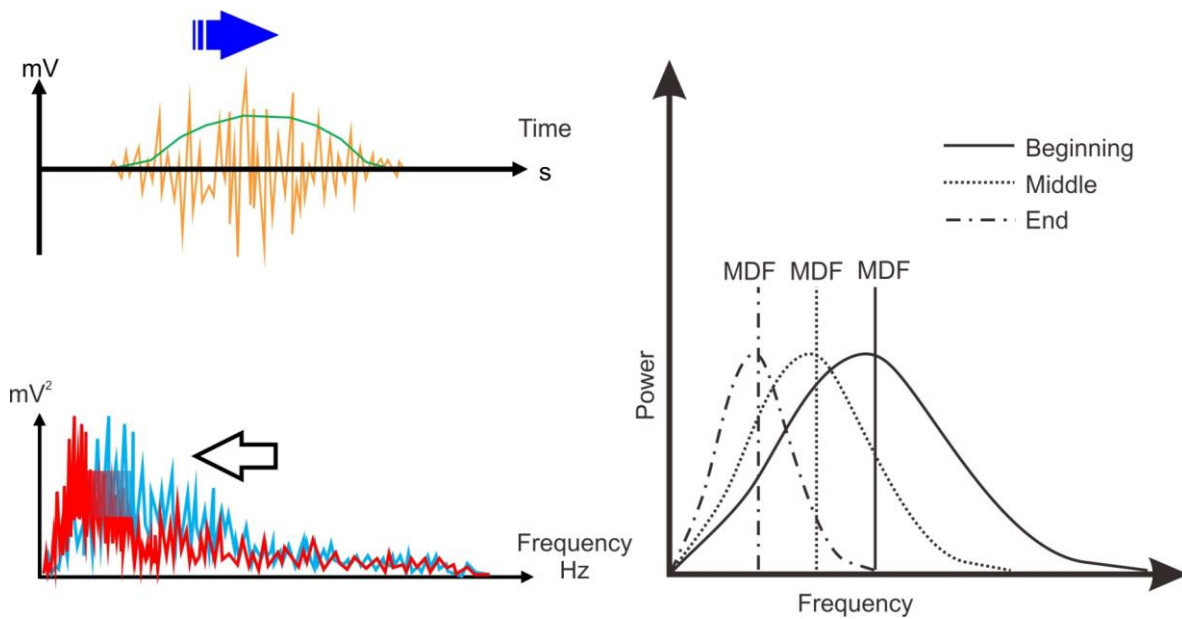 mV
Time
s
mV²
Frequency
Hz
Beginning
Middle
End
MDF MDF MDF
Power
Frequency